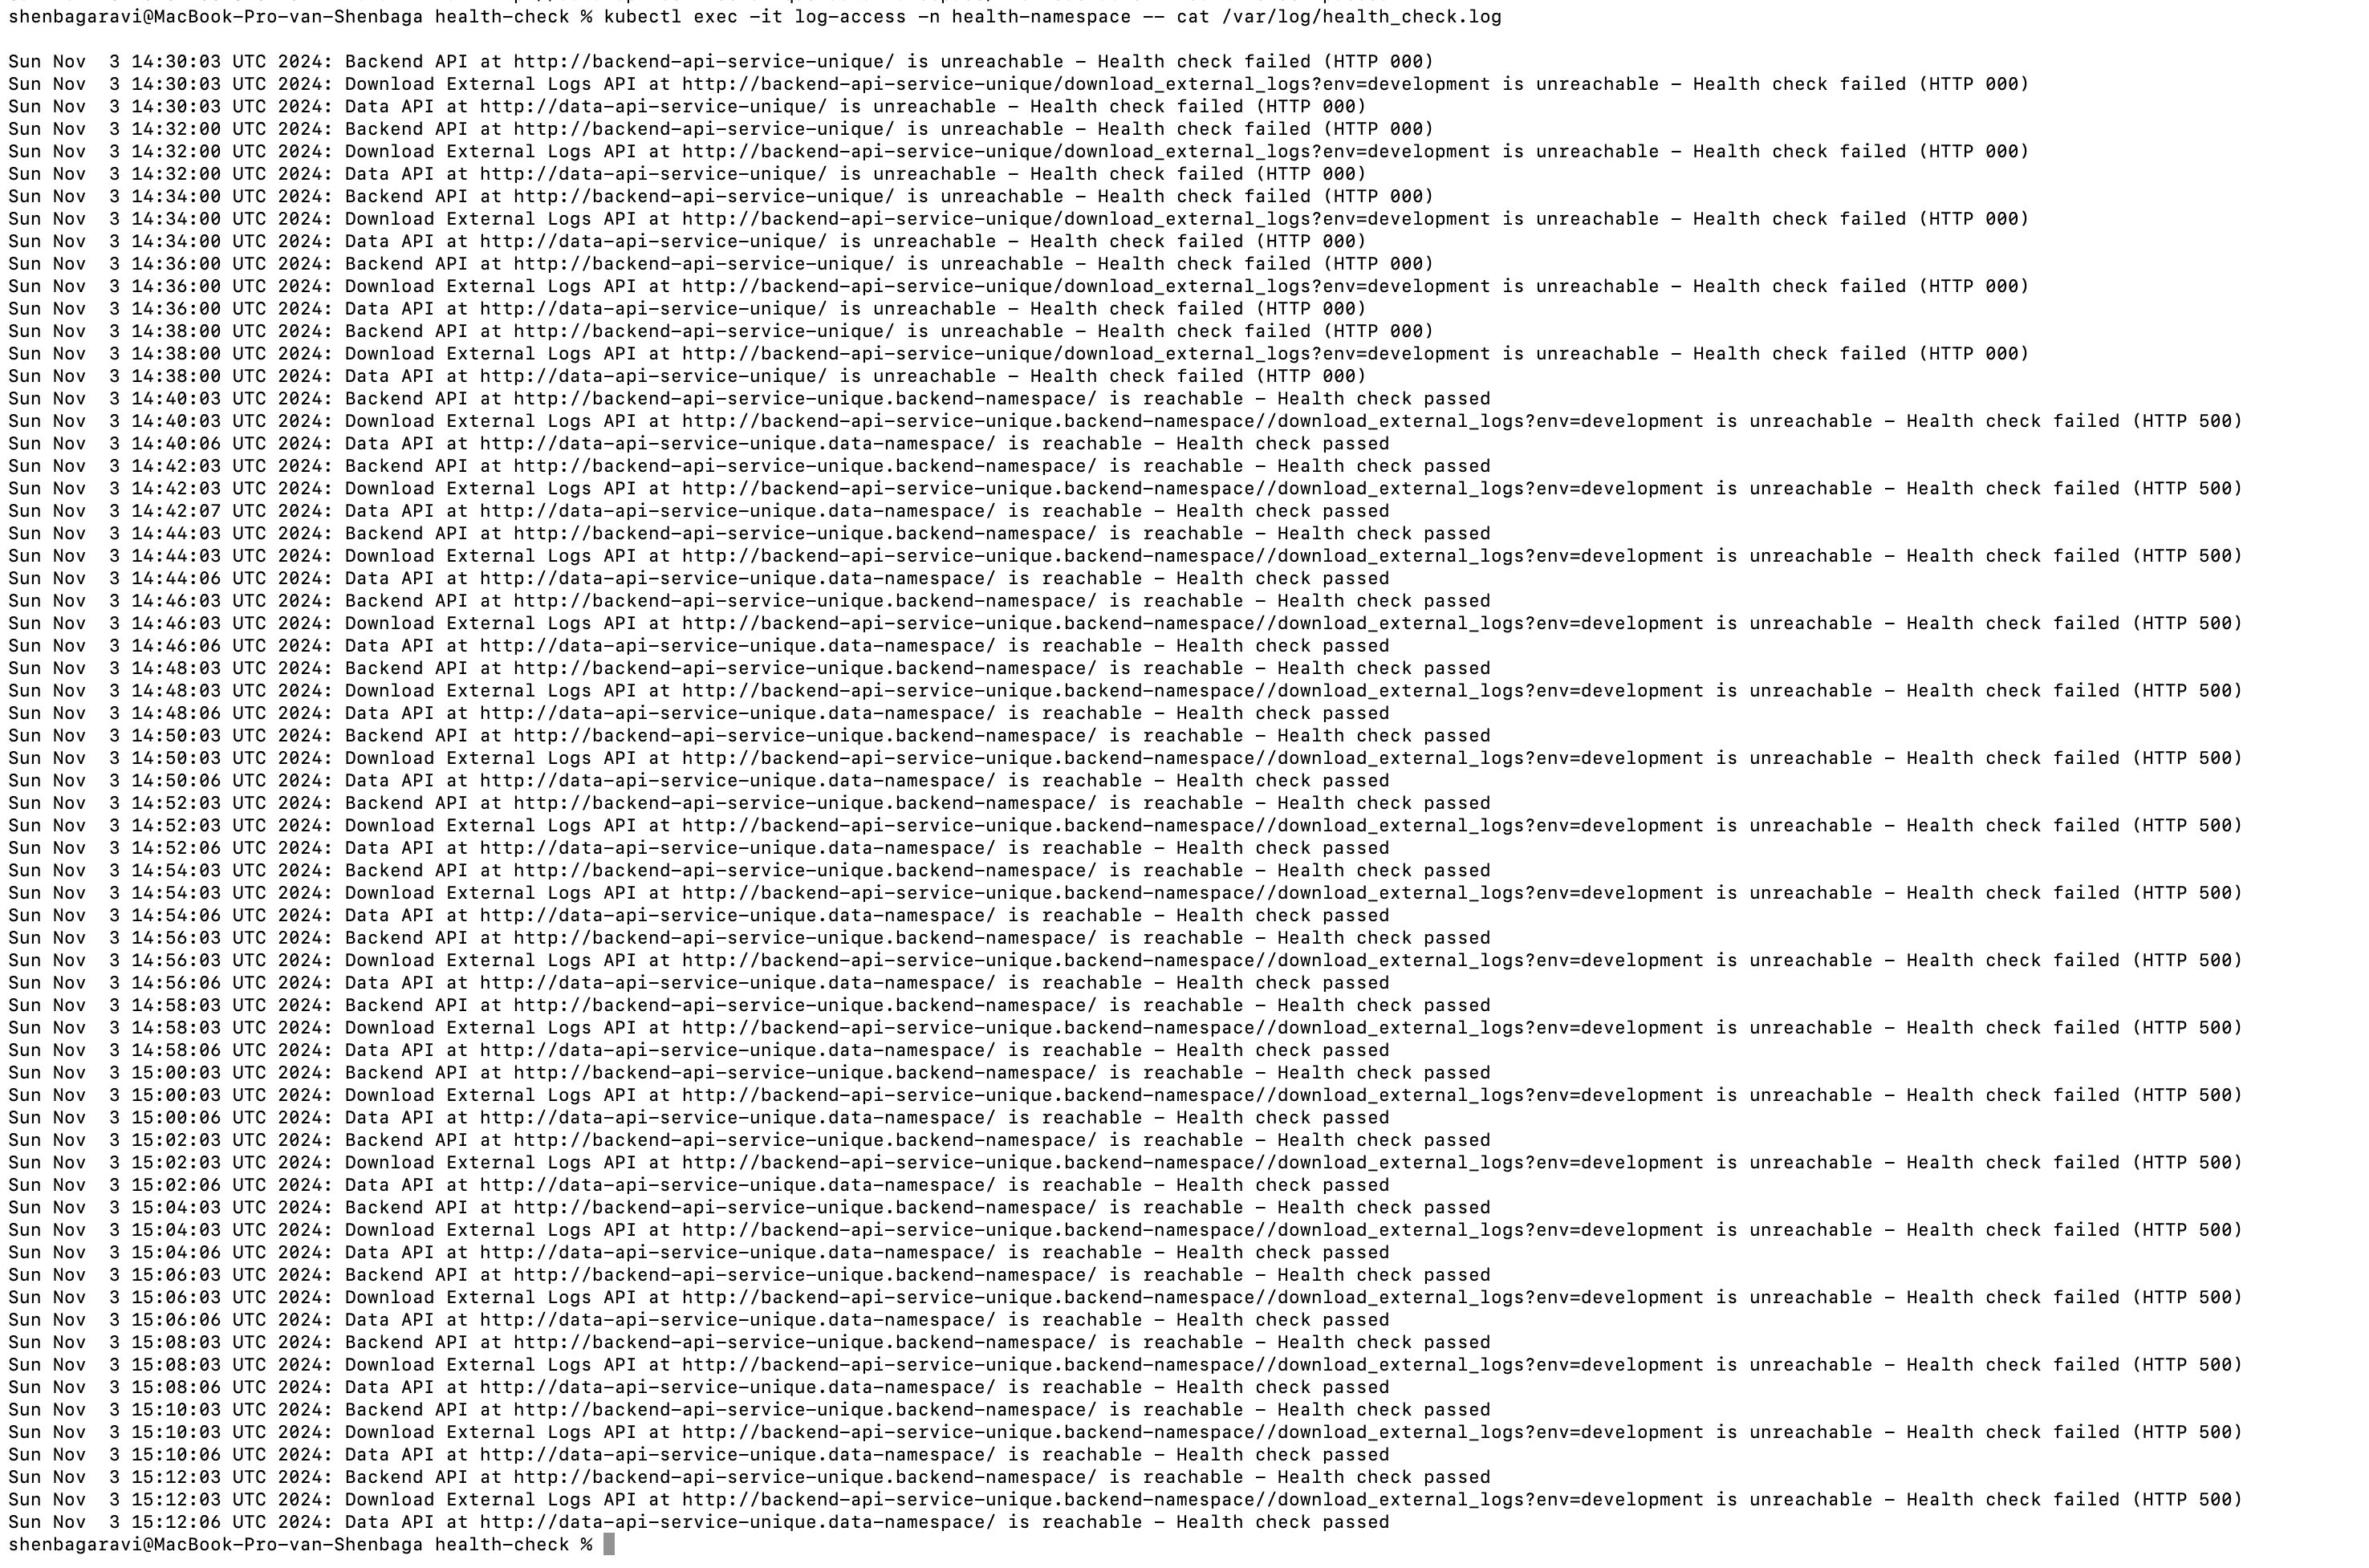 shenbagaravi@MacBook-Pro-van-Shenbaga health-check % kubectl exec -it log-access -n health-namespace -- cat /var/log/health_check.log
Sun Nov  3 14:30:03 UTC 2024: Backend API at http://backend-api-service-unique/ is unreachable - Health check failed (HTTP 000)
Sun Nov  3 14:30:03 UTC 2024: Download External Logs API at http://backend-api-service-unique/download_external_logs?env=development is unreachable - Health check failed (HTTP 000)
Sun Nov  3 14:30:03 UTC 2024: Data API at http://data-api-service-unique/ is unreachable - Health check failed (HTTP 000)
Sun Nov  3 14:32:00 UTC 2024: Backend API at http://backend-api-service-unique/ is unreachable - Health check failed (HTTP 000)
Sun Nov  3 14:32:00 UTC 2024: Download External Logs API at http://backend-api-service-unique/download_external_logs?env=development is unreachable - Health check failed (HTTP 000)
Sun Nov  3 14:32:00 UTC 2024: Data API at http://data-api-service-unique/ is unreachable - Health check failed (HTTP 000)
Sun Nov  3 14:34:00 UTC 2024: Backend API at http://backend-api-service-unique/ is unreachable - Health check failed (HTTP 000)
Sun Nov  3 14:34:00 UTC 2024: Download External Logs API at http://backend-api-service-unique/download_external_logs?env=development is unreachable - Health check failed (HTTP 000)
Sun Nov  3 14:34:00 UTC 2024: Data API at http://data-api-service-unique/ is unreachable - Health check failed (HTTP 000)
Sun Nov  3 14:36:00 UTC 2024: Backend API at http://backend-api-service-unique/ is unreachable - Health check failed (HTTP 000)
Sun Nov  3 14:36:00 UTC 2024: Download External Logs API at http://backend-api-service-unique/download_external_logs?env=development is unreachable - Health check failed (HTTP 000)
Sun Nov  3 14:36:00 UTC 2024: Data API at http://data-api-service-unique/ is unreachable - Health check failed (HTTP 000)
Sun Nov  3 14:38:00 UTC 2024: Backend API at http://backend-api-service-unique/ is unreachable - Health check failed (HTTP 000)
Sun Nov  3 14:38:00 UTC 2024: Download External Logs API at http://backend-api-service-unique/download_external_logs?env=development is unreachable - Health check failed (HTTP 000)
Sun Nov  3 14:38:00 UTC 2024: Data API at http://data-api-service-unique/ is unreachable - Health check failed (HTTP 000)
Sun Nov  3 14:40:03 UTC 2024: Backend API at http://backend-api-service-unique.backend-namespace/ is reachable - Health check passed
Sun Nov  3 14:40:03 UTC 2024: Download External Logs API at http://backend-api-service-unique.backend-namespace//download_external_logs?env=development is unreachable - Health check failed (HTTP 500)
Sun Nov  3 14:40:06 UTC 2024: Data API at http://data-api-service-unique.data-namespace/ is reachable - Health check passed
Sun Nov  3 14:42:03 UTC 2024: Backend API at http://backend-api-service-unique.backend-namespace/ is reachable - Health check passed
Sun Nov  3 14:42:03 UTC 2024: Download External Logs API at http://backend-api-service-unique.backend-namespace//download_external_logs?env=development is unreachable - Health check failed (HTTP 500)
Sun Nov  3 14:42:07 UTC 2024: Data API at http://data-api-service-unique.data-namespace/ is reachable - Health check passed
Sun Nov  3 14:44:03 UTC 2024: Backend API at http://backend-api-service-unique.backend-namespace/ is reachable - Health check passed
Sun Nov  3 14:44:03 UTC 2024: Download External Logs API at http://backend-api-service-unique.backend-namespace//download_external_logs?env=development is unreachable - Health check failed (HTTP 500)
Sun Nov  3 14:44:06 UTC 2024: Data API at http://data-api-service-unique.data-namespace/ is reachable - Health check passed
Sun Nov  3 14:46:03 UTC 2024: Backend API at http://backend-api-service-unique.backend-namespace/ is reachable - Health check passed
Sun Nov  3 14:46:03 UTC 2024: Download External Logs API at http://backend-api-service-unique.backend-namespace//download_external_logs?env=development is unreachable - Health check failed (HTTP 500)
Sun Nov  3 14:46:06 UTC 2024: Data API at http://data-api-service-unique.data-namespace/ is reachable - Health check passed
Sun Nov  3 14:48:03 UTC 2024: Backend API at http://backend-api-service-unique.backend-namespace/ is reachable - Health check passed
Sun Nov  3 14:48:03 UTC 2024: Download External Logs API at http://backend-api-service-unique.backend-namespace//download_external_logs?env=development is unreachable - Health check failed (HTTP 500)
Sun Nov  3 14:48:06 UTC 2024: Data API at http://data-api-service-unique.data-namespace/ is reachable - Health check passed
Sun Nov  3 14:50:03 UTC 2024: Backend API at http://backend-api-service-unique.backend-namespace/ is reachable - Health check passed
Sun Nov  3 14:50:03 UTC 2024: Download External Logs API at http://backend-api-service-unique.backend-namespace//download_external_logs?env=development is unreachable - Health check failed (HTTP 500)
Sun Nov  3 14:50:06 UTC 2024: Data API at http://data-api-service-unique.data-namespace/ is reachable - Health check passed
Sun Nov  3 14:52:03 UTC 2024: Backend API at http://backend-api-service-unique.backend-namespace/ is reachable - Health check passed
Sun Nov  3 14:52:03 UTC 2024: Download External Logs API at http://backend-api-service-unique.backend-namespace//download_external_logs?env=development is unreachable - Health check failed (HTTP 500)
Sun Nov  3 14:52:06 UTC 2024: Data API at http://data-api-service-unique.data-namespace/ is reachable - Health check passed
Sun Nov  3 14:54:03 UTC 2024: Backend API at http://backend-api-service-unique.backend-namespace/ is reachable - Health check passed
Sun Nov  3 14:54:03 UTC 2024: Download External Logs API at http://backend-api-service-unique.backend-namespace//download_external_logs?env=development is unreachable - Health check failed (HTTP 500)
Sun Nov  3 14:54:06 UTC 2024: Data API at http://data-api-service-unique.data-namespace/ is reachable - Health check passed
Sun Nov  3 14:56:03 UTC 2024: Backend API at http://backend-api-service-unique.backend-namespace/ is reachable - Health check passed
Sun Nov  3 14:56:03 UTC 2024: Download External Logs API at http://backend-api-service-unique.backend-namespace//download_external_logs?env=development is unreachable - Health check failed (HTTP 500)
Sun Nov  3 14:56:06 UTC 2024: Data API at http://data-api-service-unique.data-namespace/ is reachable - Health check passed
Sun Nov  3 14:58:03 UTC 2024: Backend API at http://backend-api-service-unique.backend-namespace/ is reachable - Health check passed
Sun Nov  3 14:58:03 UTC 2024: Download External Logs API at http://backend-api-service-unique.backend-namespace//download_external_logs?env=development is unreachable - Health check failed (HTTP 500)
Sun Nov  3 14:58:06 UTC 2024: Data API at http://data-api-service-unique.data-namespace/ is reachable - Health check passed
Sun Nov  3 15:00:03 UTC 2024: Backend API at http://backend-api-service-unique.backend-namespace/ is reachable - Health check passed
Sun Nov  3 15:00:03 UTC 2024: Download External Logs API at http://backend-api-service-unique.backend-namespace//download_external_logs?env=development is unreachable - Health check failed (HTTP 500)
Sun Nov  3 15:00:06 UTC 2024: Data API at http://data-api-service-unique.data-namespace/ is reachable - Health check passed
Sun Nov  3 15:02:03 UTC 2024: Backend API at http://backend-api-service-unique.backend-namespace/ is reachable - Health check passed
Sun Nov  3 15:02:03 UTC 2024: Download External Logs API at http://backend-api-service-unique.backend-namespace//download_external_logs?env=development is unreachable - Health check failed (HTTP 500)
Sun Nov  3 15:02:06 UTC 2024: Data API at http://data-api-service-unique.data-namespace/ is reachable - Health check passed
Sun Nov  3 15:04:03 UTC 2024: Backend API at http://backend-api-service-unique.backend-namespace/ is reachable - Health check passed
Sun Nov  3 15:04:03 UTC 2024: Download External Logs API at http://backend-api-service-unique.backend-namespace//download_external_logs?env=development is unreachable - Health check failed (HTTP 500)
Sun Nov  3 15:04:06 UTC 2024: Data API at http://data-api-service-unique.data-namespace/ is reachable - Health check passed
Sun Nov  3 15:06:03 UTC 2024: Backend API at http://backend-api-service-unique.backend-namespace/ is reachable - Health check passed
Sun Nov  3 15:06:03 UTC 2024: Download External Logs API at http://backend-api-service-unique.backend-namespace//download_external_logs?env=development is unreachable - Health check failed (HTTP 500)
Sun Nov  3 15:06:06 UTC 2024: Data API at http://data-api-service-unique.data-namespace/ is reachable - Health check passed
Sun Nov  3 15:08:03 UTC 2024: Backend API at http://backend-api-service-unique.backend-namespace/ is reachable - Health check passed
Sun Nov  3 15:08:03 UTC 2024: Download External Logs API at http://backend-api-service-unique.backend-namespace//download_external_logs?env=development is unreachable - Health check failed (HTTP 500)
Sun Nov  3 15:08:06 UTC 2024: Data API at http://data-api-service-unique.data-namespace/ is reachable - Health check passed
Sun Nov  3 15:10:03 UTC 2024: Backend API at http://backend-api-service-unique.backend-namespace/ is reachable - Health check passed
Sun Nov  3 15:10:03 UTC 2024: Download External Logs API at http://backend-api-service-unique.backend-namespace//download_external_logs?env=development is unreachable - Health check failed (HTTP 500)
Sun Nov  3 15:10:06 UTC 2024: Data API at http://data-api-service-unique.data-namespace/ is reachable - Health check passed
Sun Nov  3 15:12:03 UTC 2024: Backend API at http://backend-api-service-unique.backend-namespace/ is reachable - Health check passed
Sun Nov  3 15:12:03 UTC 2024: Download External Logs API at http://backend-api-service-unique.backend-namespace//download_external_logs?env=development is unreachable - Health check failed (HTTP 500)
Sun Nov  3 15:12:06 UTC 2024: Data API at http://data-api-service-unique.data-namespace/ is reachable - Health check passed
shenbagaravi@MacBook-Pro-van-Shenbaga health-check %